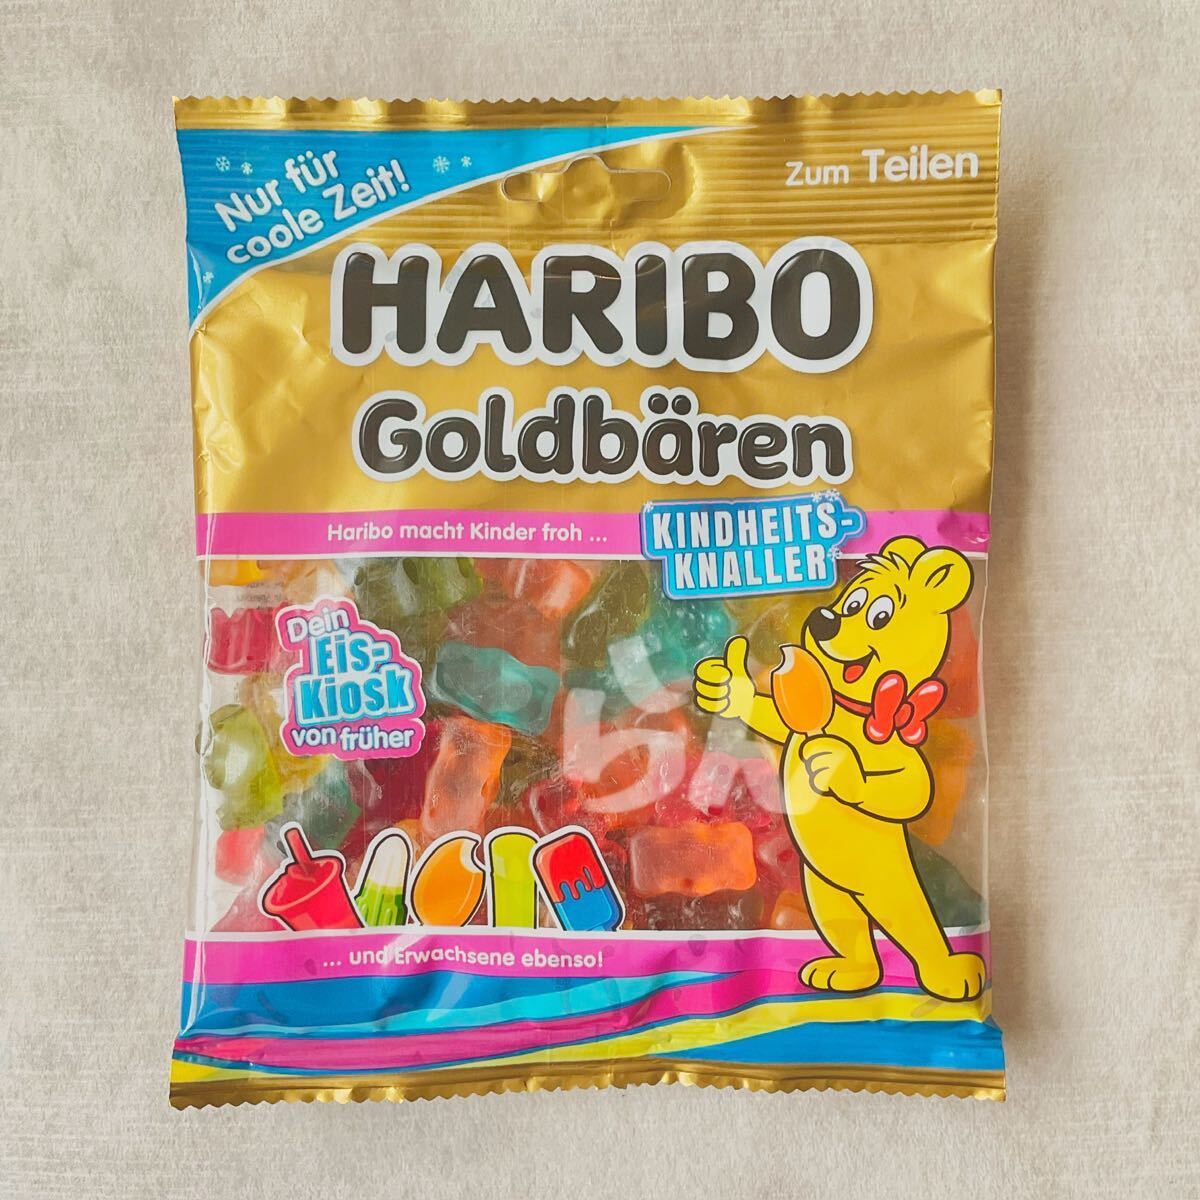 Nur für
coole Zeit!
Zum Teilen
HARIBO
Goldbären
Haribo macht Kinder froh ...
KINDHEITS-
KNALLER
Dein
Eis-
Kiosk
von früher
... und Erwachsene ebenso!